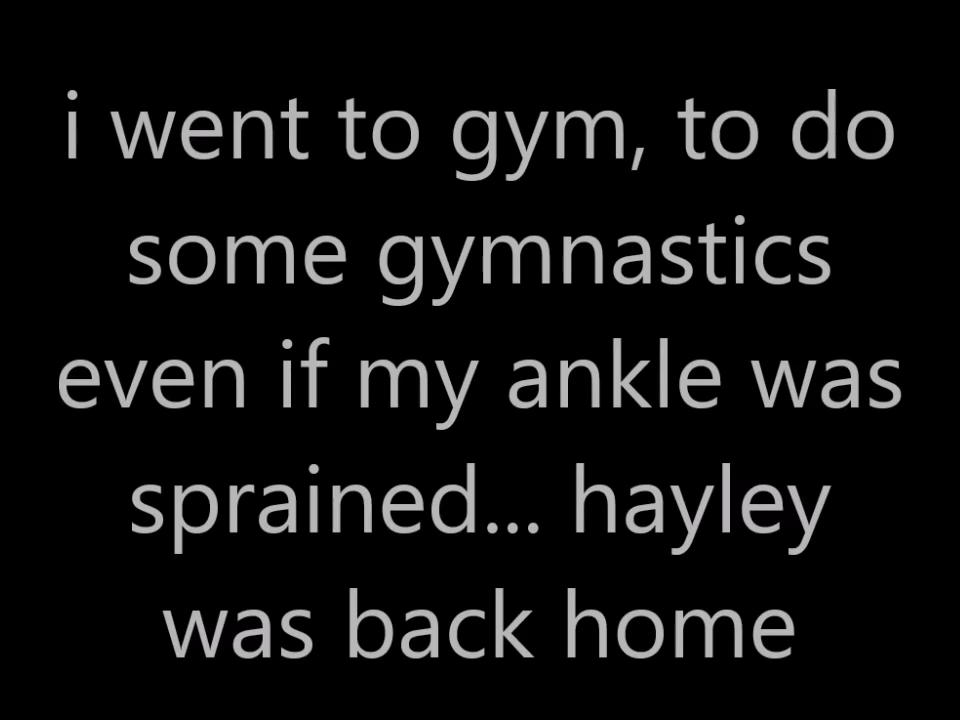 i went to gym, to do
some gymnastics
even if my ankle was
sprained... hayley
was back home